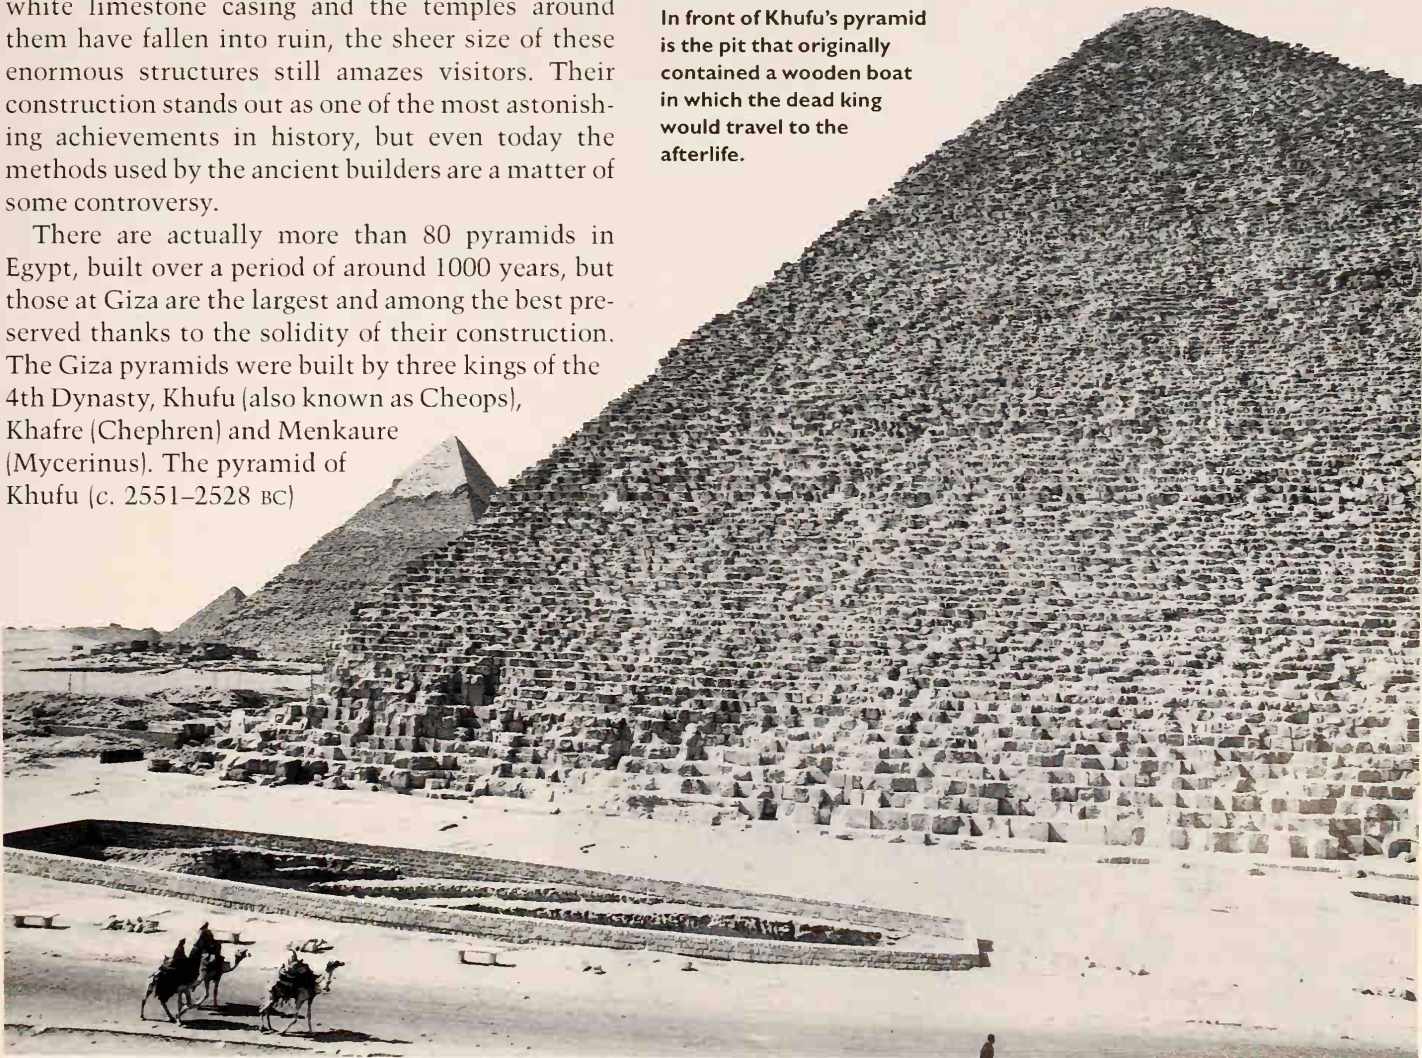 white limestone casing and the temples around
them have fallen into ruin, the sheer size of these
enormous structures still amazes visitors. Their
construction stands out as one of the most astonish-
ing achievements in history, but even today the
methods used by the ancient builders are a matter of
some controversy.
There are actually more than 80 pyramids in
Egypt, built over a period of around 1000 years, but
those at Giza are the largest and among the best pre-
served thanks to the solidity of their construction.
The Giza pyramids were built by three kings of the
4th Dynasty, Khufu (also known as Cheops),
Khafre (Chephren) and Menkaure
(Mycerinus). The pyramid of
Khufu (c. 2551–2528 BC)
In front of Khufu's pyramid
is the pit that originally
contained a wooden boat
in which the dead king
would travel to the
afterlife.